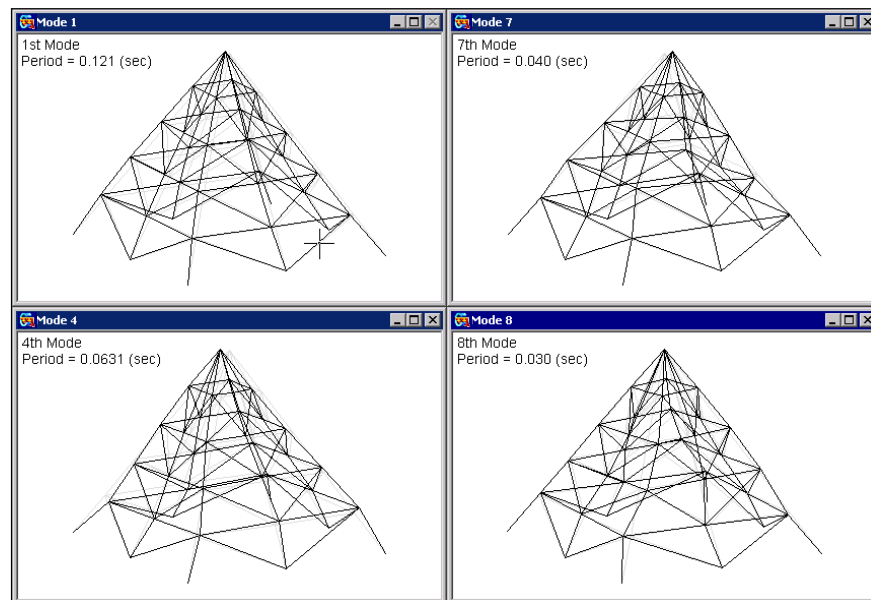 Mode 1
1st Mode
Period = 0.121 (sec)
Mode 7
7th Mode
Period = 0.040 (sec)
Mode 4
4th Mode
Period = 0.0631 (sec)
Mode 8
8th Mode
Period = 0.030 (sec)